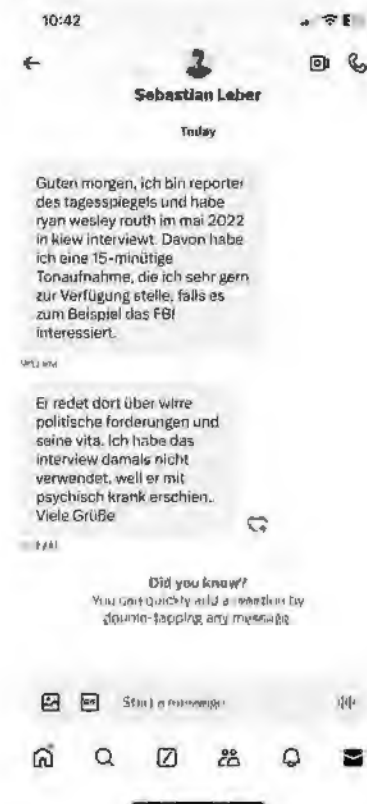 10:42
Sebastian Leber
Today
Guten morgen, ich bin reporter
des tagesspiegels und habe
ryan wesley routh im mai 2022
in kiew interviewt. Davon habe
ich eine 15-minütige
Tonaufnahme, die ich sehr gern
zur Verfügung stelle, falls es
zum Beispiel das FBI
interessiert.
Er redet dort über wirre
politische forderungen und
seine vita. Ich habe das
interview damals nicht
verwendet, weil er mit
psychisch krank erschien.
Viele Grüße
Did you know?
You can quickly add a reaction by
double-tapping any message
GIF
Start a message